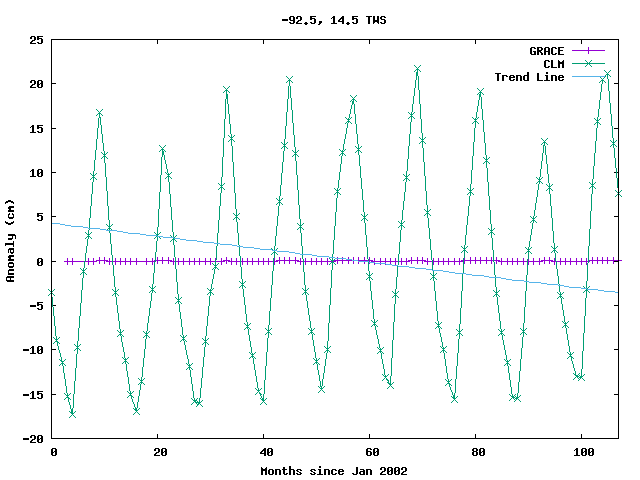 -92.5, 14.5 TWS
GRACE
CLM
Trend Line
25
20
15
10
5
0
-5
-10
-15
-20
Anomaly (cm)
0 20 40 60 80 100
Months since Jan 2002